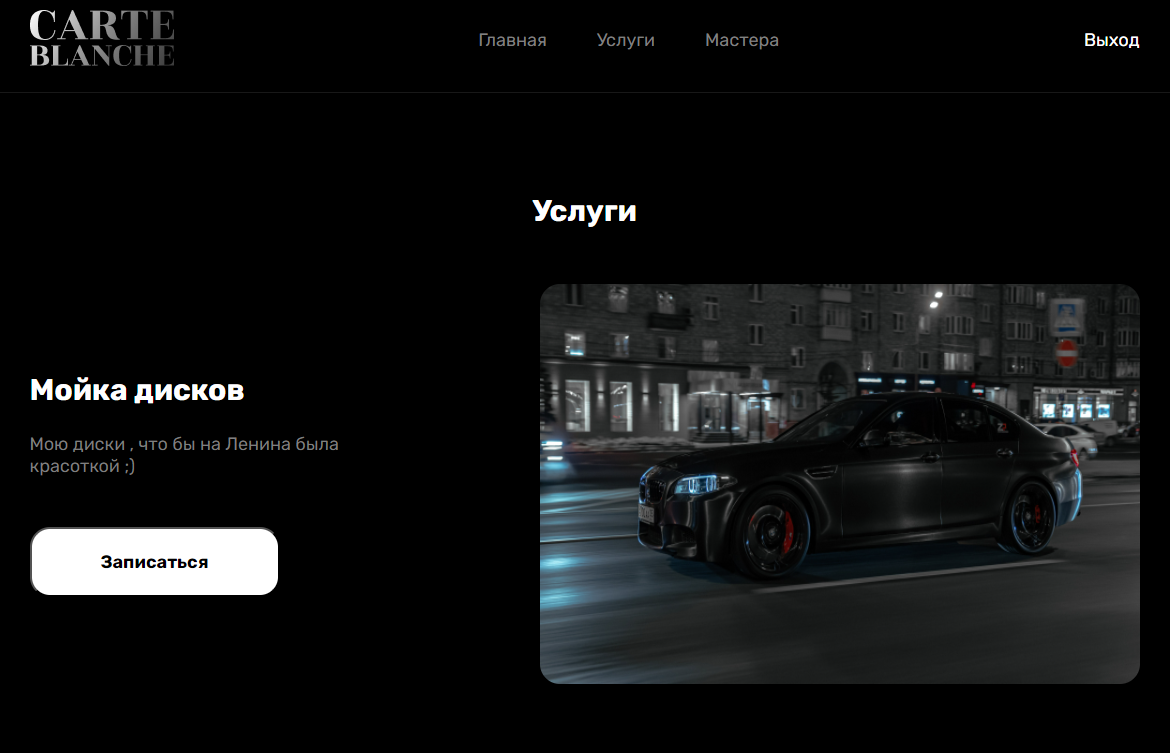 CARTE
BLANCHE
Главная Услуги Мастера Выход
Услуги
Мойка дисков
Мою диски , что бы на Ленина была
красоткой ;)
Записаться